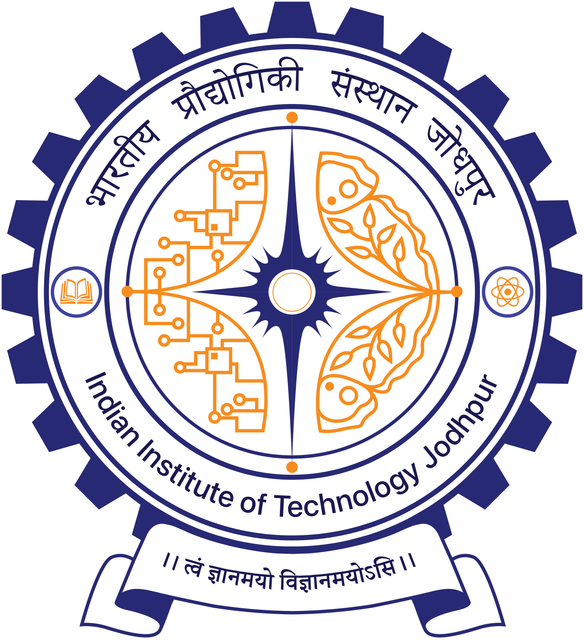 भारतीय प्रौद्योगिकी संस्थान जोधपुर
Indian Institute of Technology Jodhpur
।। त्वं ज्ञानमयो विज्ञानमयोऽसि ।।